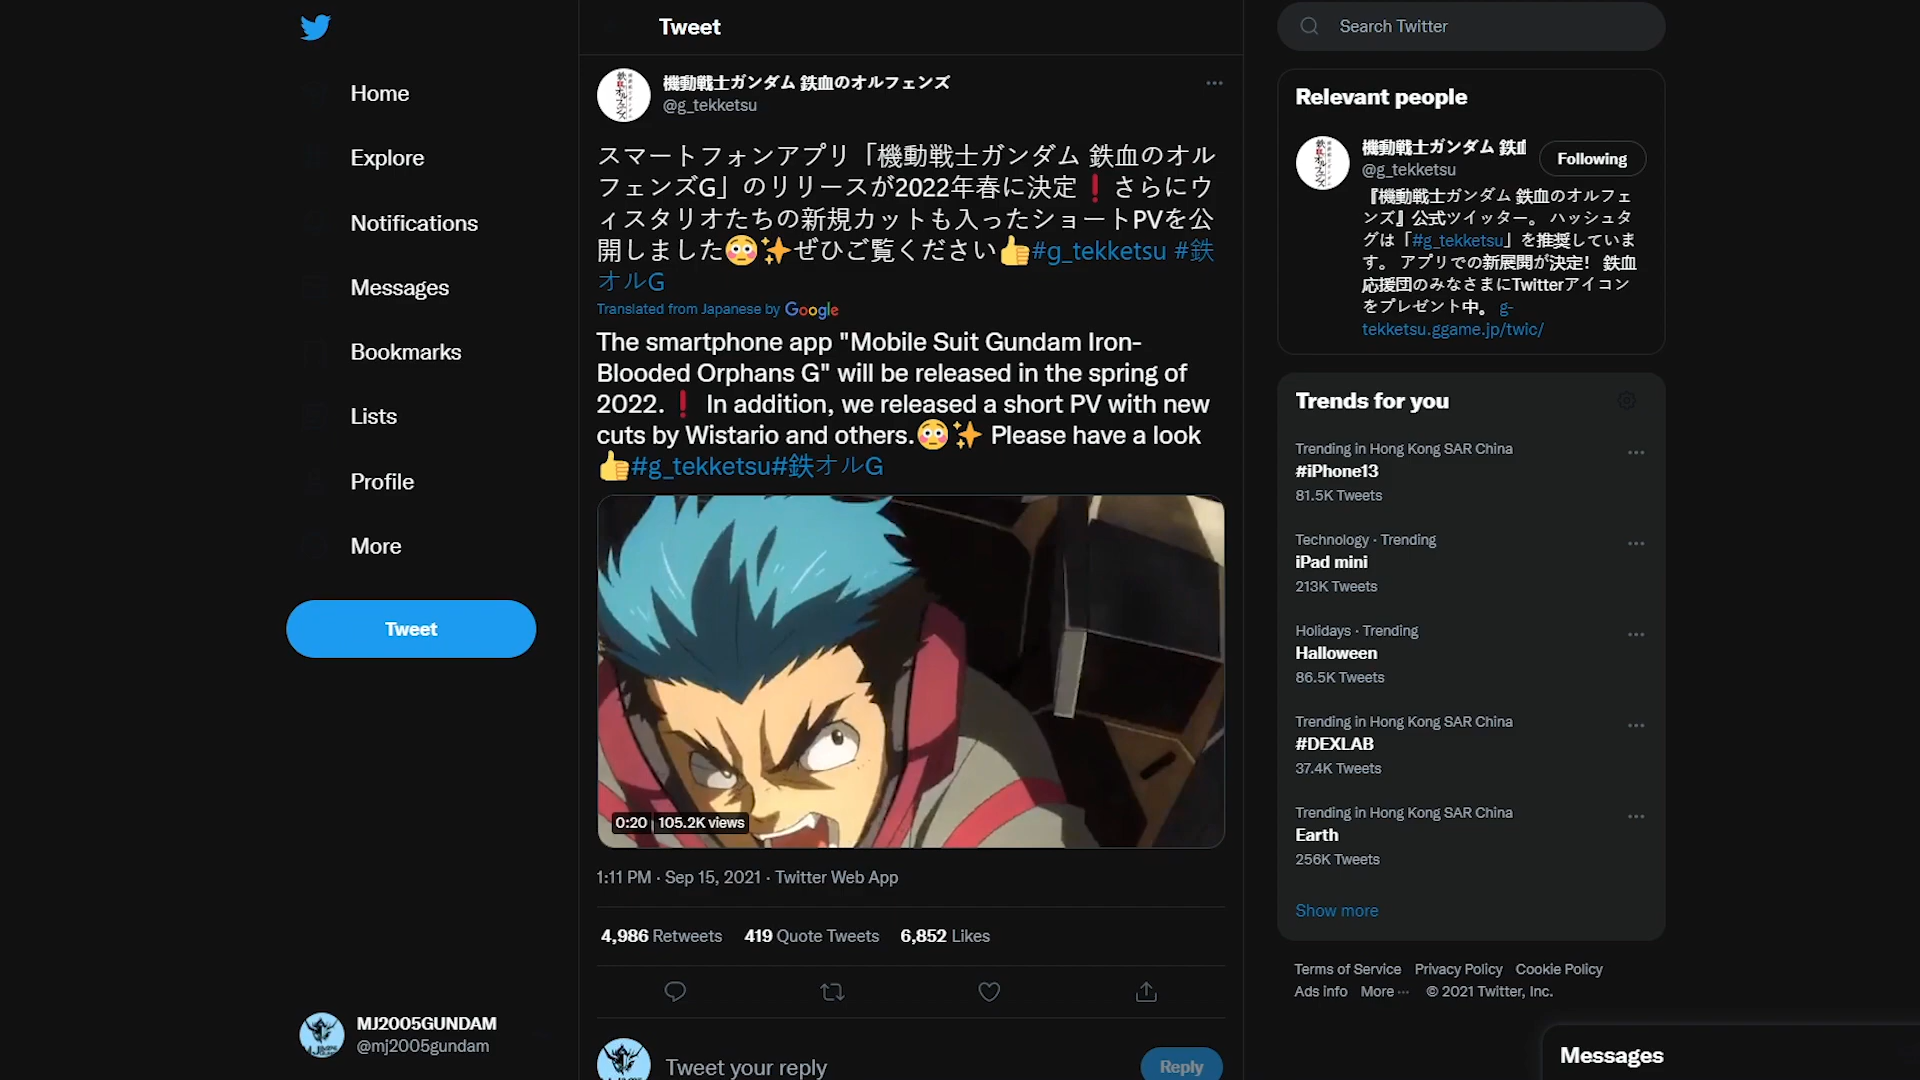 Home
Explore
Notifications
Messages
Bookmarks
Lists
Profile
More
Tweet
MJ2005GUNDAM
@mj2005gundam
Tweet
機動戦士ガンダム 鉄血のオルフェンズ
@g_tekketsu
スマートフォンアプリ「機動戦士ガンダム 鉄血のオル
フェンズG」のリリースが2022年春に決定❗さらにウ
ィスタリオたちの新規カットも入ったショートPVを公
開しました😳✨ぜひご覧ください👍#g_tekketsu #鉄
オルG
Translated from Japanese by Google
The smartphone app "Mobile Suit Gundam Iron-
Blooded Orphans G" will be released in the spring of
2022.❗ In addition, we released a short PV with new
cuts by Wistario and others.😳✨ Please have a look
👍#g_tekketsu#鉄オルG
0:20 | 105.2K views
1:11 PM · Sep 15, 2021 · Twitter Web App
4,986 Retweets 419 Quote Tweets 6,852 Likes
Tweet your reply
Reply
Search Twitter
Relevant people
機動戦士ガンダム 鉄血
@g_tekketsu
Following
『機動戦士ガンダム 鉄血のオルフェ
ンズ』公式ツイッター。 ハッシュタ
グは「#g_tekketsu」を推奨していま
す。 アプリでの新展開が決定! 鉄血
応援団のみなさまにTwitterアイコン
をプレゼント中。 g-
tekketsu.ggame.jp/twic/
Trends for you
Trending in Hong Kong SAR China
#iPhone13
81.5K Tweets
Technology · Trending
iPad mini
213K Tweets
Holidays · Trending
Halloween
86.5K Tweets
Trending in Hong Kong SAR China
#DEXLAB
37.4K Tweets
Trending in Hong Kong SAR China
Earth
256K Tweets
Show more
Terms of Service Privacy Policy Cookie Policy
Ads info More ··· © 2021 Twitter, Inc.
Messages